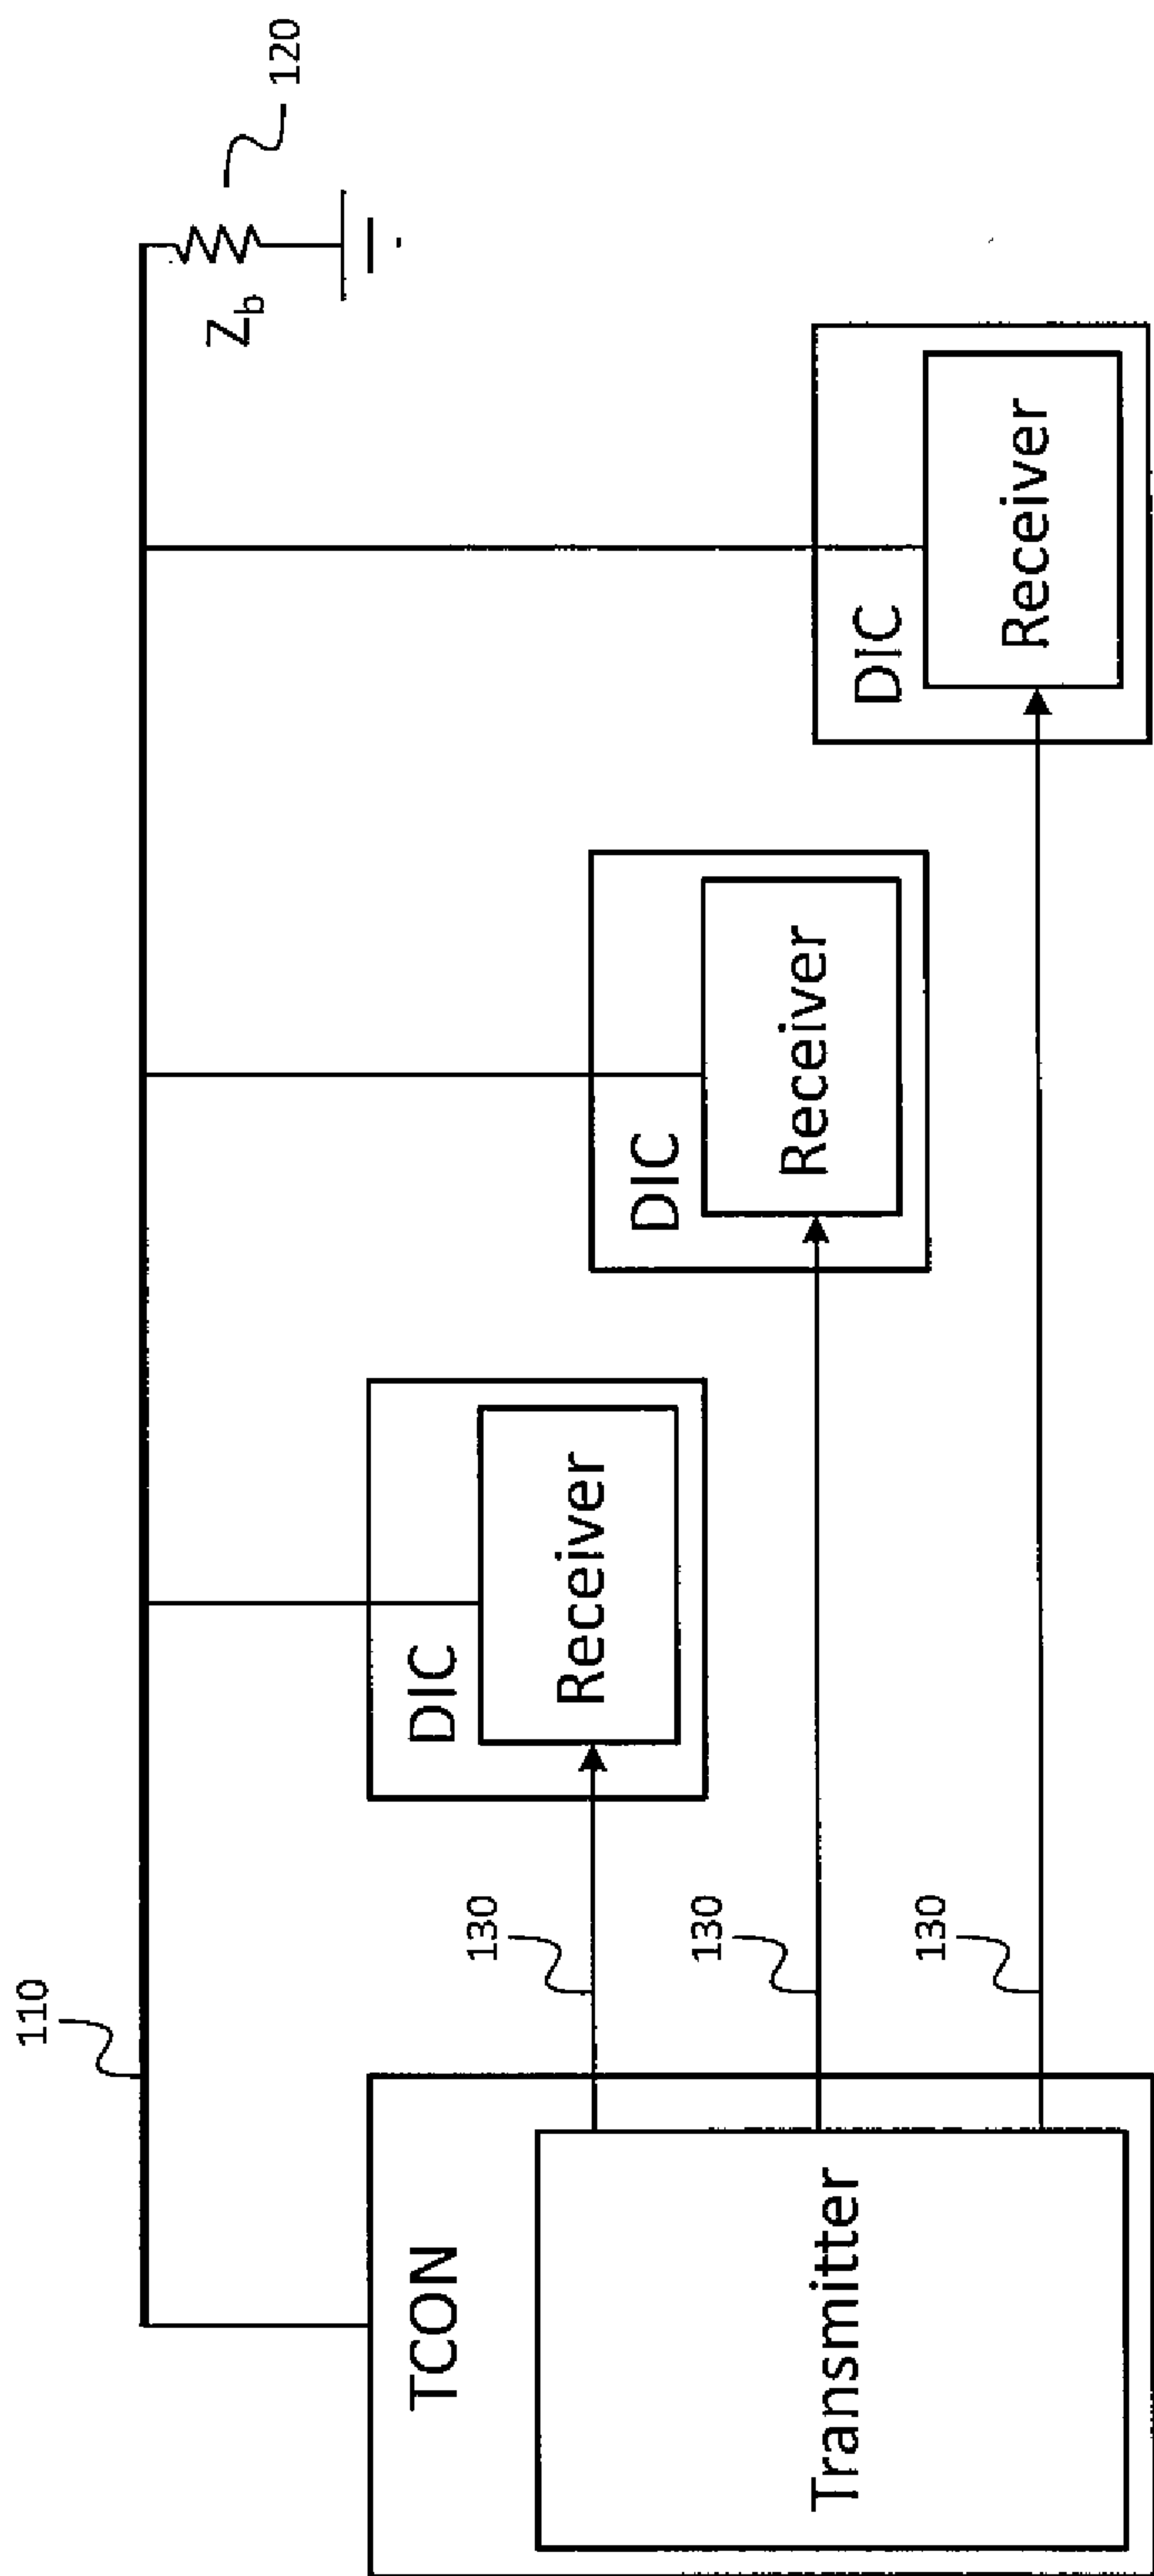 110
120
Z_b
TCON
Transmitter
130
130
130
DIC
Receiver
DIC
Receiver
DIC
Receiver